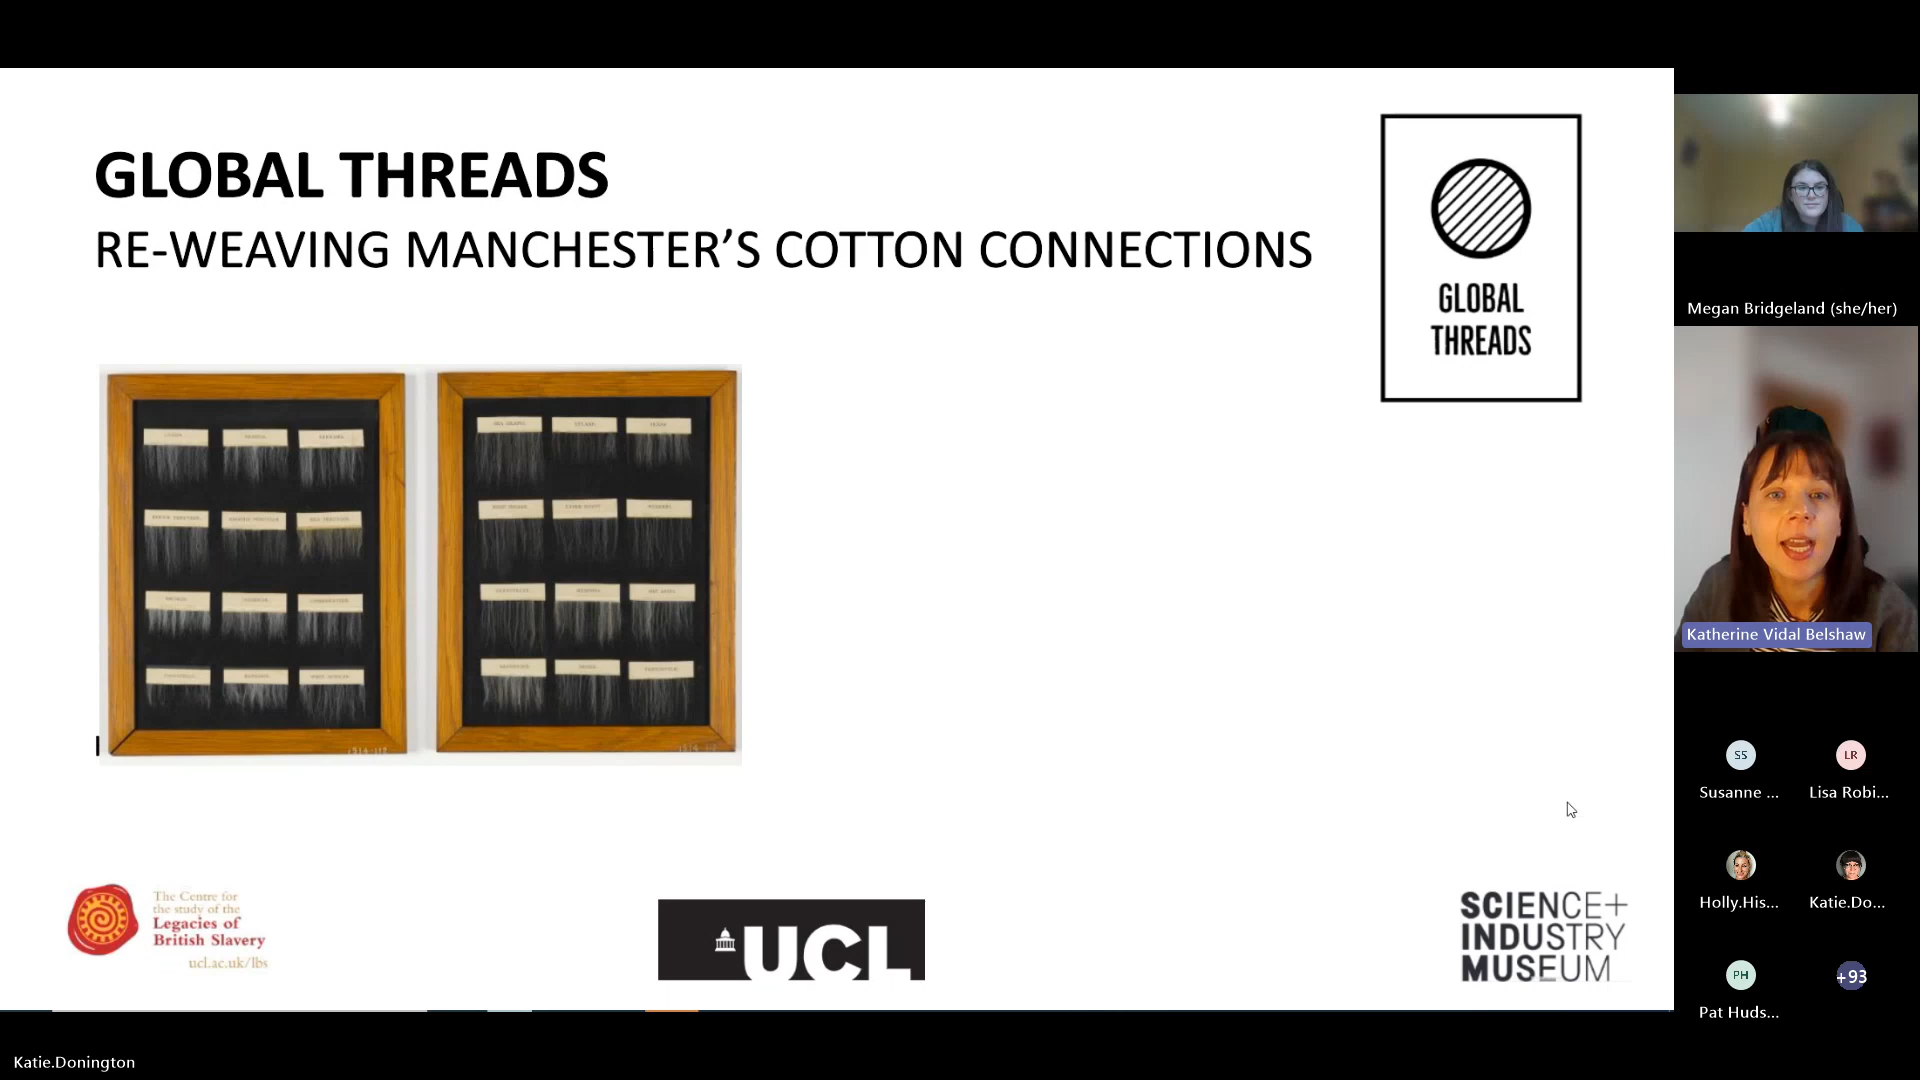 GLOBAL THREADS
RE-WEAVING MANCHESTER'S COTTON CONNECTIONS
GLOBAL
THREADS
The Centre for
the study of the
Legacies of
British Slavery
ucl.ac.uk/lbs
UCL
SCIENCE+
INDUSTRY
MUSEUM
Megan Bridgeland (she/her)
Katherine Vidal Belshaw
SS
LR
Susanne ...
Lisa Robi...
Holly.His...
Katie.Do...
PH
+93
Pat Huds...
Katie.Donington